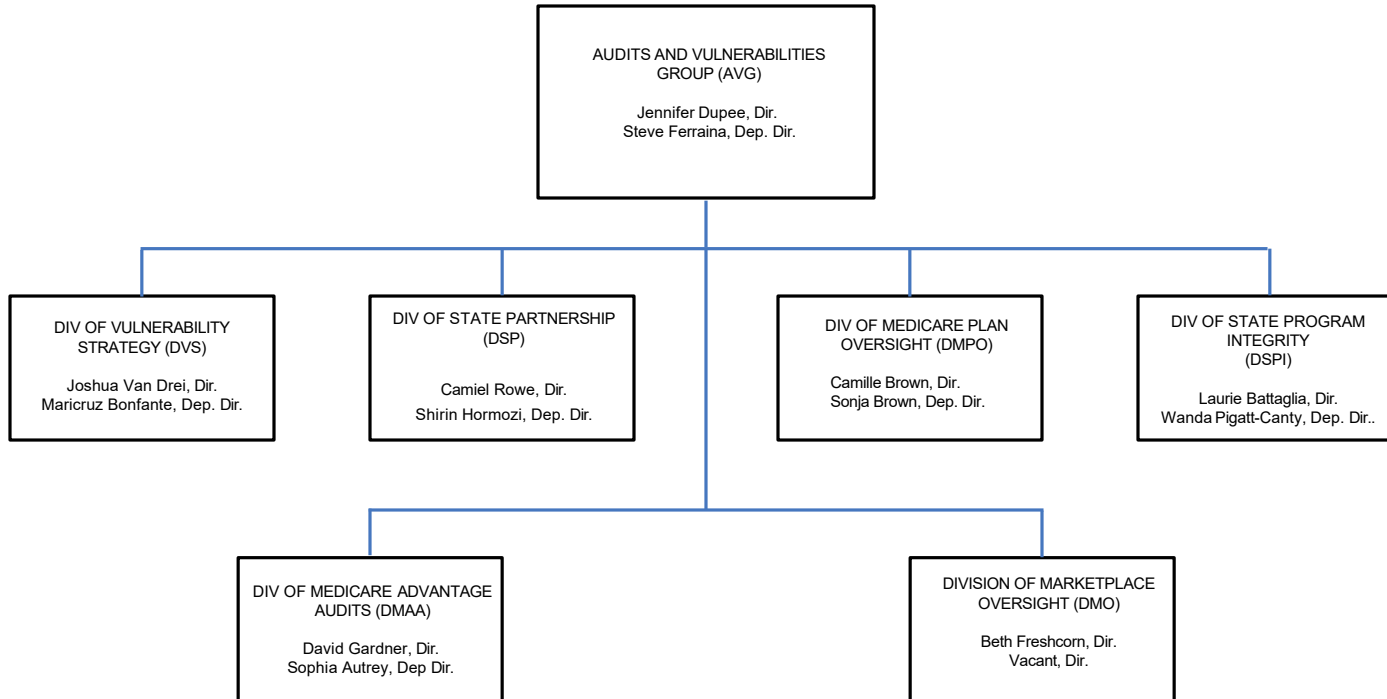 AUDITS AND VULNERABILITIES
GROUP (AVG)
Jennifer Dupee, Dir.
Steve Ferraina, Dep. Dir.
DIV OF VULNERABILITY
STRATEGY (DVS)
Joshua Van Drei, Dir.
Maricruz Bonfante, Dep. Dir.
DIV OF STATE PARTNERSHIP
(DSP)
Camiel Rowe, Dir.
Shirin Hormozi, Dep. Dir.
DIV OF MEDICARE PLAN
OVERSIGHT (DMPO)
Camille Brown, Dir.
Sonja Brown, Dep. Dir.
DIV OF STATE PROGRAM
INTEGRITY
(DSPI)
Laurie Battaglia, Dir.
Wanda Pigatt-Canty, Dep. Dir..
DIV OF MEDICARE ADVANTAGE
AUDITS (DMAA)
David Gardner, Dir.
Sophia Autrey, Dep Dir.
DIVISION OF MARKETPLACE
OVERSIGHT (DMO)
Beth Freshcorn, Dir.
Vacant, Dir.